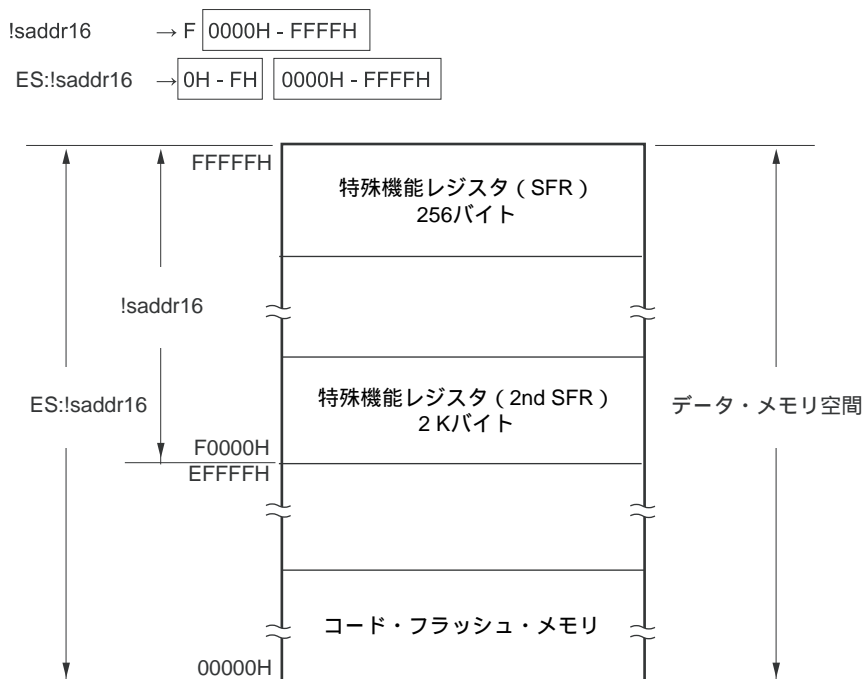 !saddr16 → F 0000H - FFFFH
ES:!saddr16 → 0H - FH 0000H - FFFFH
FFFFFH
特殊機能レジスタ ( SFR )
256バイト
!saddr16
特殊機能レジスタ ( 2nd SFR )
2 Kバイト
ES:!saddr16
データ・メモリ空間
F0000H
EFFFFH
コード・フラッシュ・メモリ
00000H